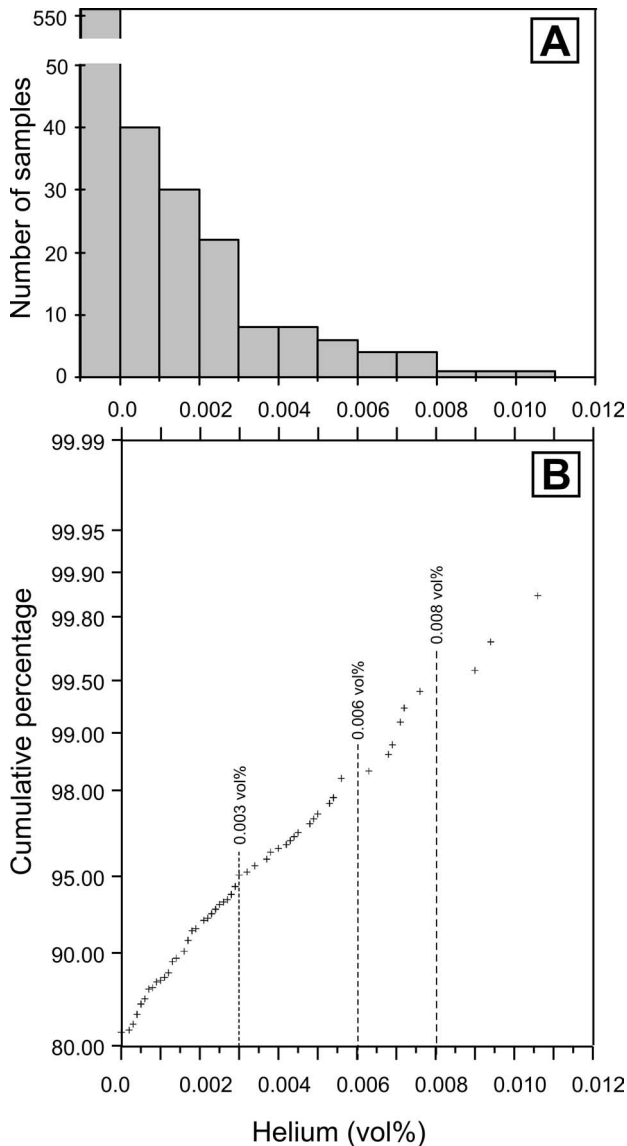 A
Number of samples
550
50
40
30
20
10
0
0.0 0.002 0.004 0.006 0.008 0.010 0.012
B
Cumulative percentage
99.99
99.95
99.90
99.80
99.50
99.00
98.00
95.00
90.00
80.00
0.003 vol%
0.006 vol%
0.008 vol%
0.0 0.002 0.004 0.006 0.008 0.010 0.012
Helium (vol%)